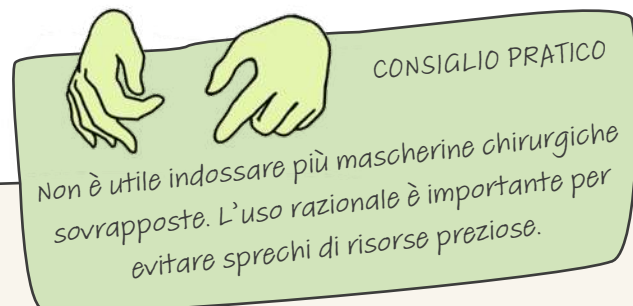 CONSIGLIO PRATICO
Non è utile indossare più mascherine chirurgiche
sovrapposte. L'uso razionale è importante per
evitare sprechi di risorse preziose.